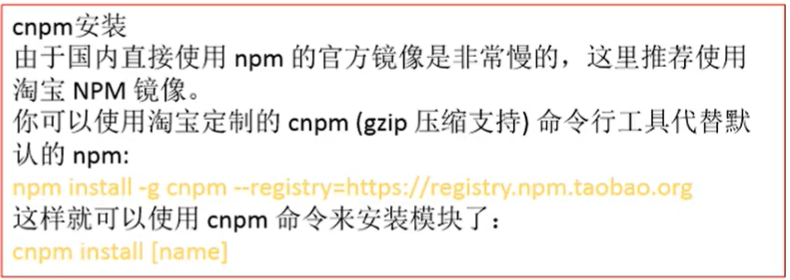 cnpm安装
由于国内直接使用 npm 的官方镜像是非常慢的，这里推荐使用
淘宝 NPM 镜像。
你可以使用淘宝定制的 cnpm (gzip 压缩支持) 命令行工具代替默
认的 npm:
npm install -g cnpm --registry=https://registry.npm.taobao.org
这样就可以使用 cnpm 命令来安装模块了：
cnpm install [name]